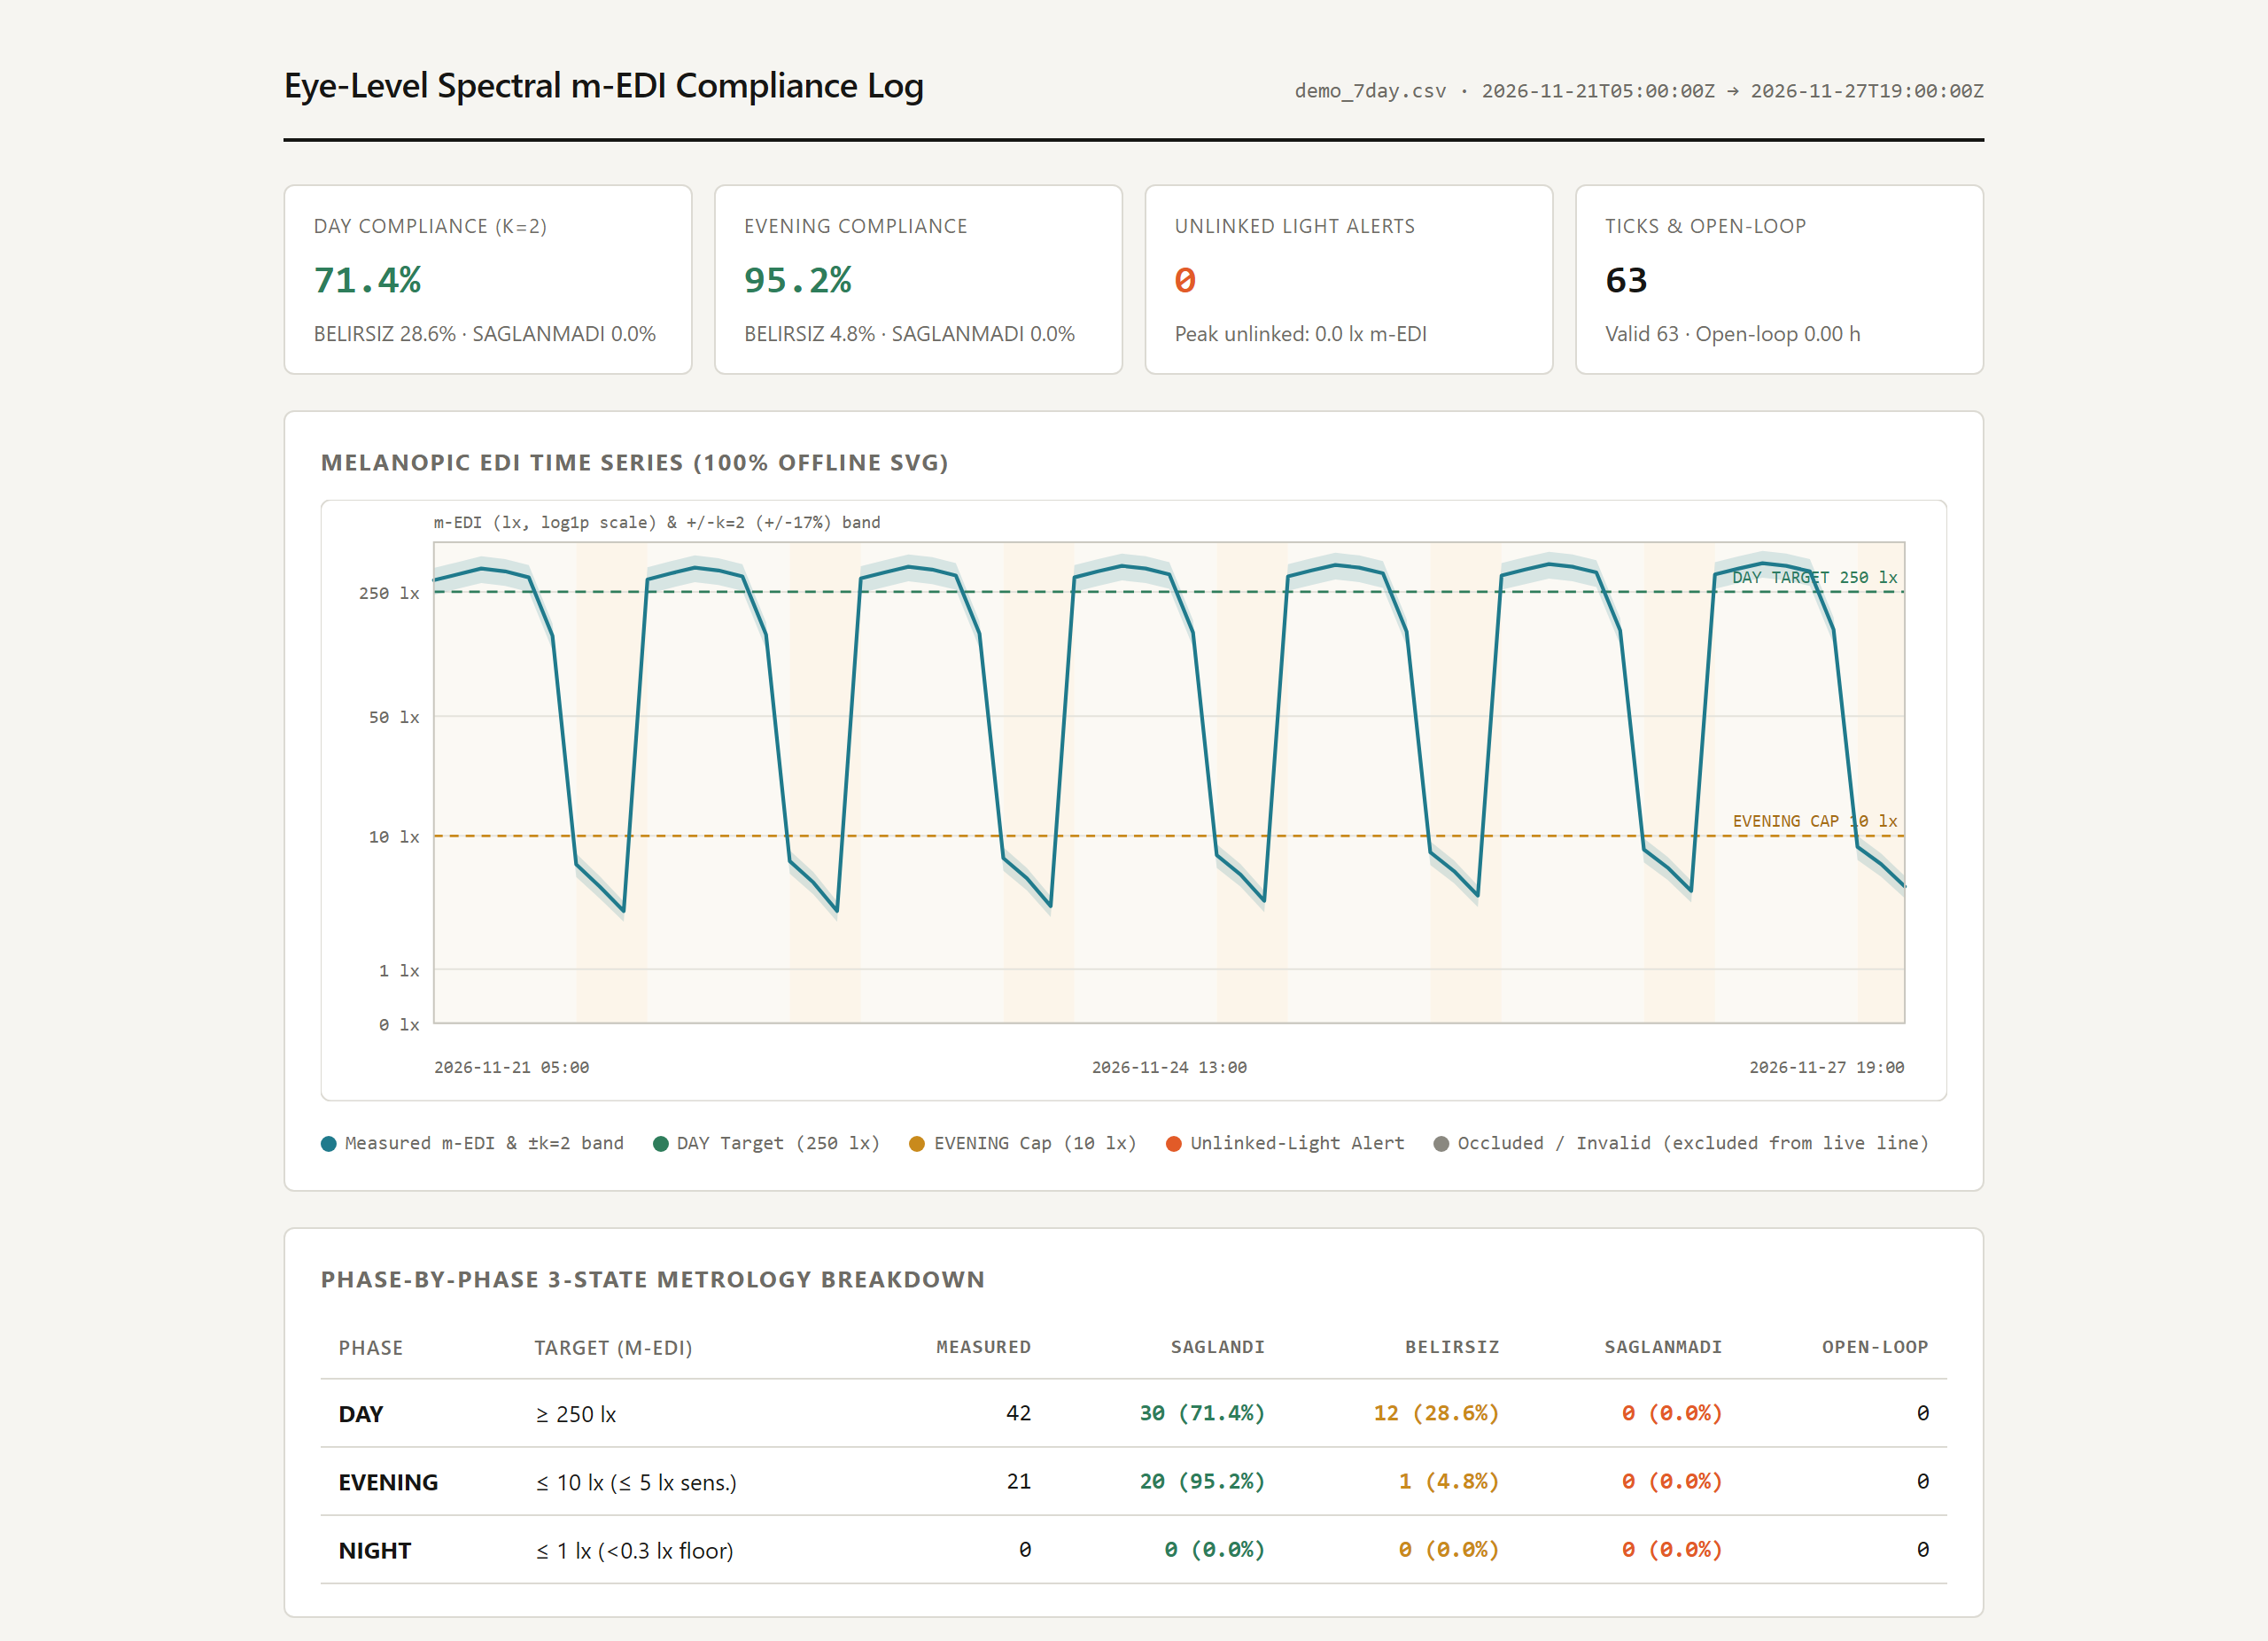 Eye-Level Spectral m-EDI Compliance Log
demo_7day.csv · 2026-11-21T05:00:00Z → 2026-11-27T19:00:00Z
DAY COMPLIANCE (K=2)
71.4%
BELIRSIZ 28.6% · SAGLANMADI 0.0%
EVENING COMPLIANCE
95.2%
BELIRSIZ 4.8% · SAGLANMADI 0.0%
UNLINKED LIGHT ALERTS
0
Peak unlinked: 0.0 lx m-EDI
TICKS & OPEN-LOOP
63
Valid 63 · Open-loop 0.00 h
MELANOPIC EDI TIME SERIES (100% OFFLINE SVG)
m-EDI (lx, log1p scale) & +/-k=2 (+/-17%) band
250 lx
DAY TARGET 250 lx
50 lx
EVENING CAP 10 lx
10 lx
1 lx
0 lx
2026-11-21 05:00 2026-11-24 13:00 2026-11-27 19:00
Measured m-EDI & ±k=2 band DAY Target (250 lx) EVENING Cap (10 lx) Unlinked-Light Alert Occluded / Invalid (excluded from live line)
PHASE-BY-PHASE 3-STATE METROLOGY BREAKDOWN
PHASE TARGET (M-EDI) MEASURED SAGLANDI BELIRSIZ SAGLANMADI OPEN-LOOP
DAY ≥ 250 lx 42 30 (71.4%) 12 (28.6%) 0 (0.0%) 0
EVENING ≤ 10 lx (≤ 5 lx sens.) 21 20 (95.2%) 1 (4.8%) 0 (0.0%) 0
NIGHT ≤ 1 lx (<0.3 lx floor) 0 0 (0.0%) 0 (0.0%) 0 (0.0%) 0